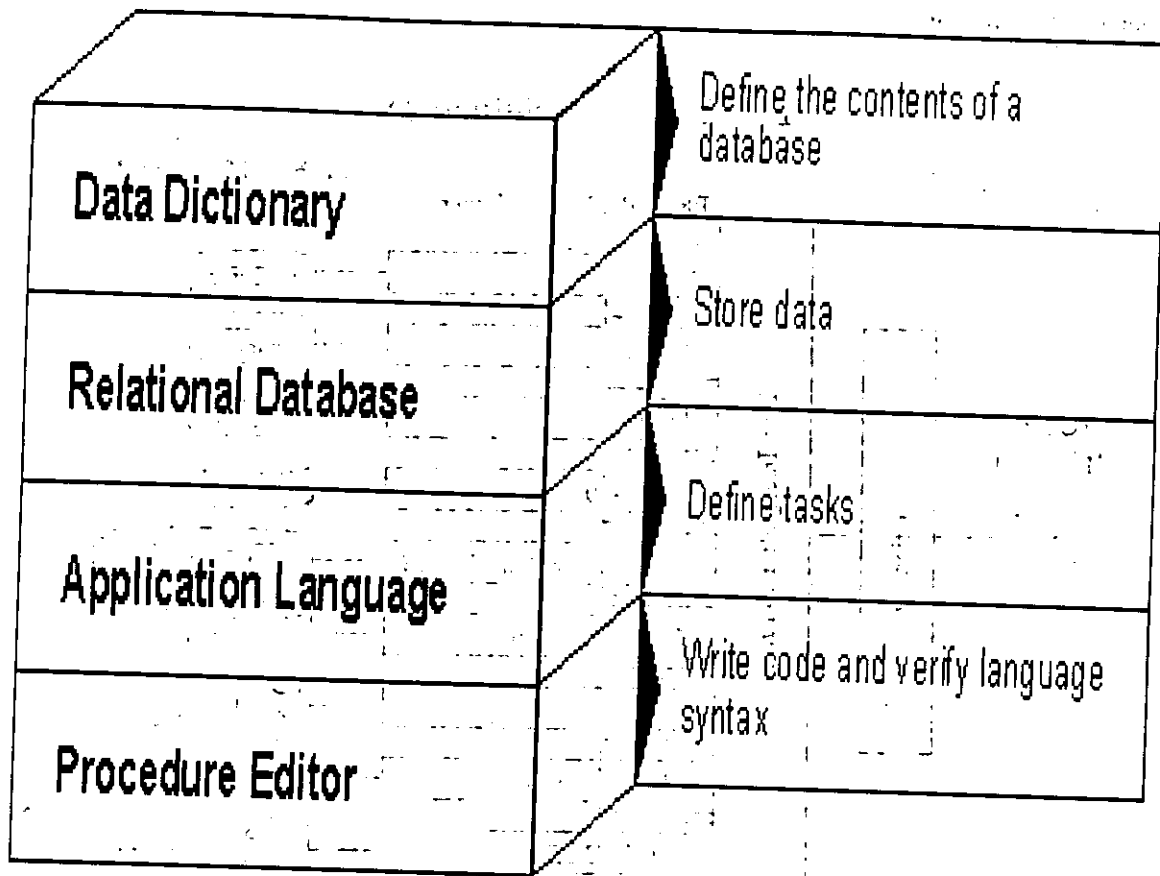 Data Dictionary
Define the contents of a
database
Relational Database
Store data
Application Language
Define tasks
Procedure Editor
Write code and verify language
syntax